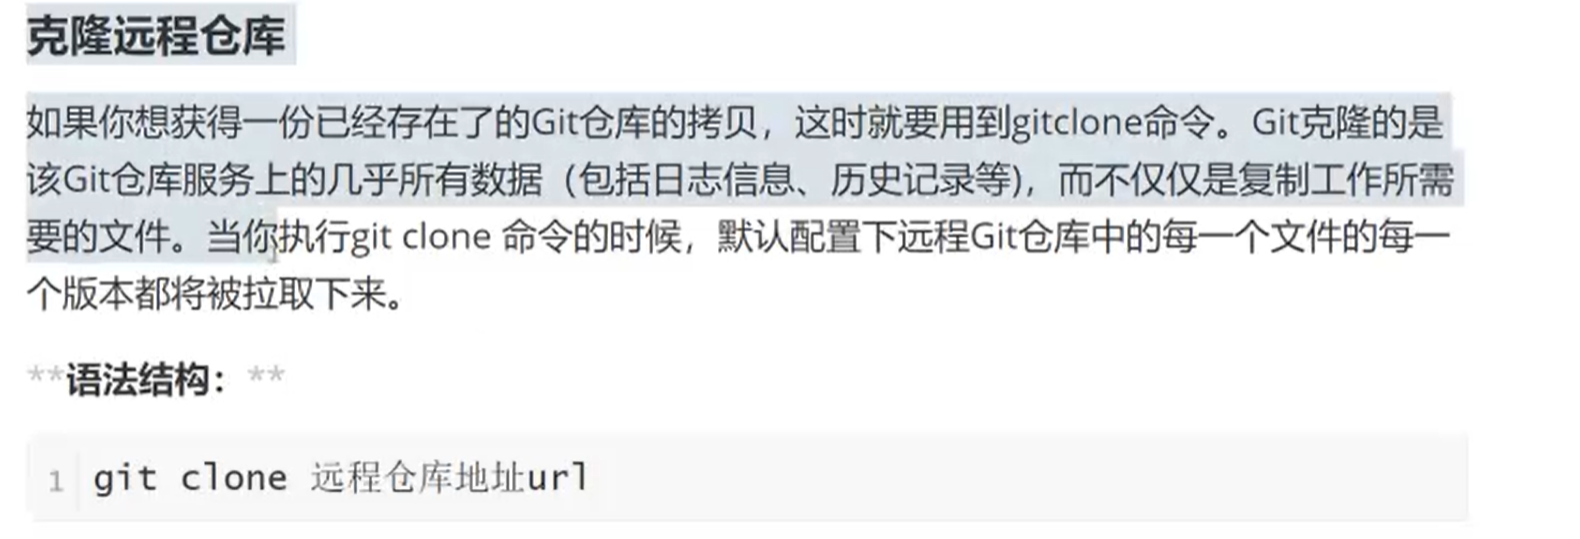 克隆远程仓库
如果你想获得一份已经存在了的Git仓库的拷贝，这时就要用到gitclone命令。Git克隆的是
该Git仓库服务上的几乎所有数据（包括日志信息、历史记录等)，而不仅仅是复制工作所需
要的文件。当你执行git clone 命令的时候，默认配置下远程Git仓库中的每一个文件的每一
个版本都将被拉取下来。
**语法结构：**
1 git clone 远程仓库地址url